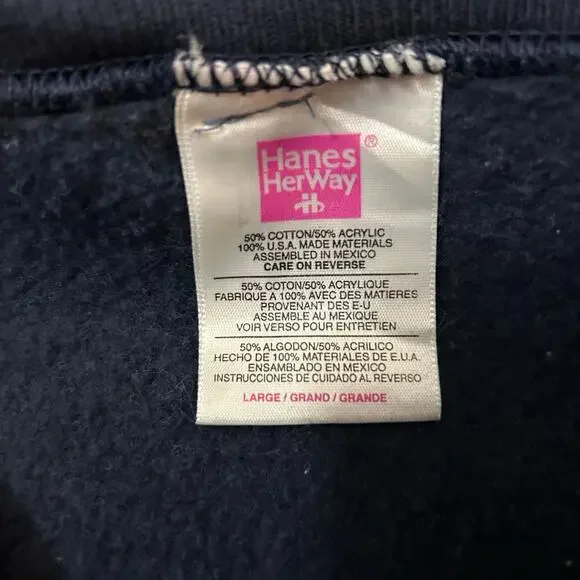 Hanes
HerWay
®
50% COTTON/50% ACRYLIC
100% U.S.A. MADE MATERIALS
ASSEMBLED IN MEXICO
CARE ON REVERSE
50% COTON/50% ACRYLIQUE
FABRIQUE A 100% AVEC DES MATIERES
PROVENANT DES E-U
ASSEMBLE AU MEXIQUE
VOIR VERSO POUR ENTRETIEN
50% ALGODON/50% ACRILICO
HECHO DE 100% MATERIALES DE E.U.A.
ENSAMBLADO EN MEXICO
INSTRUCCIONES DE CUIDADO AL REVERSO
LARGE / GRAND / GRANDE